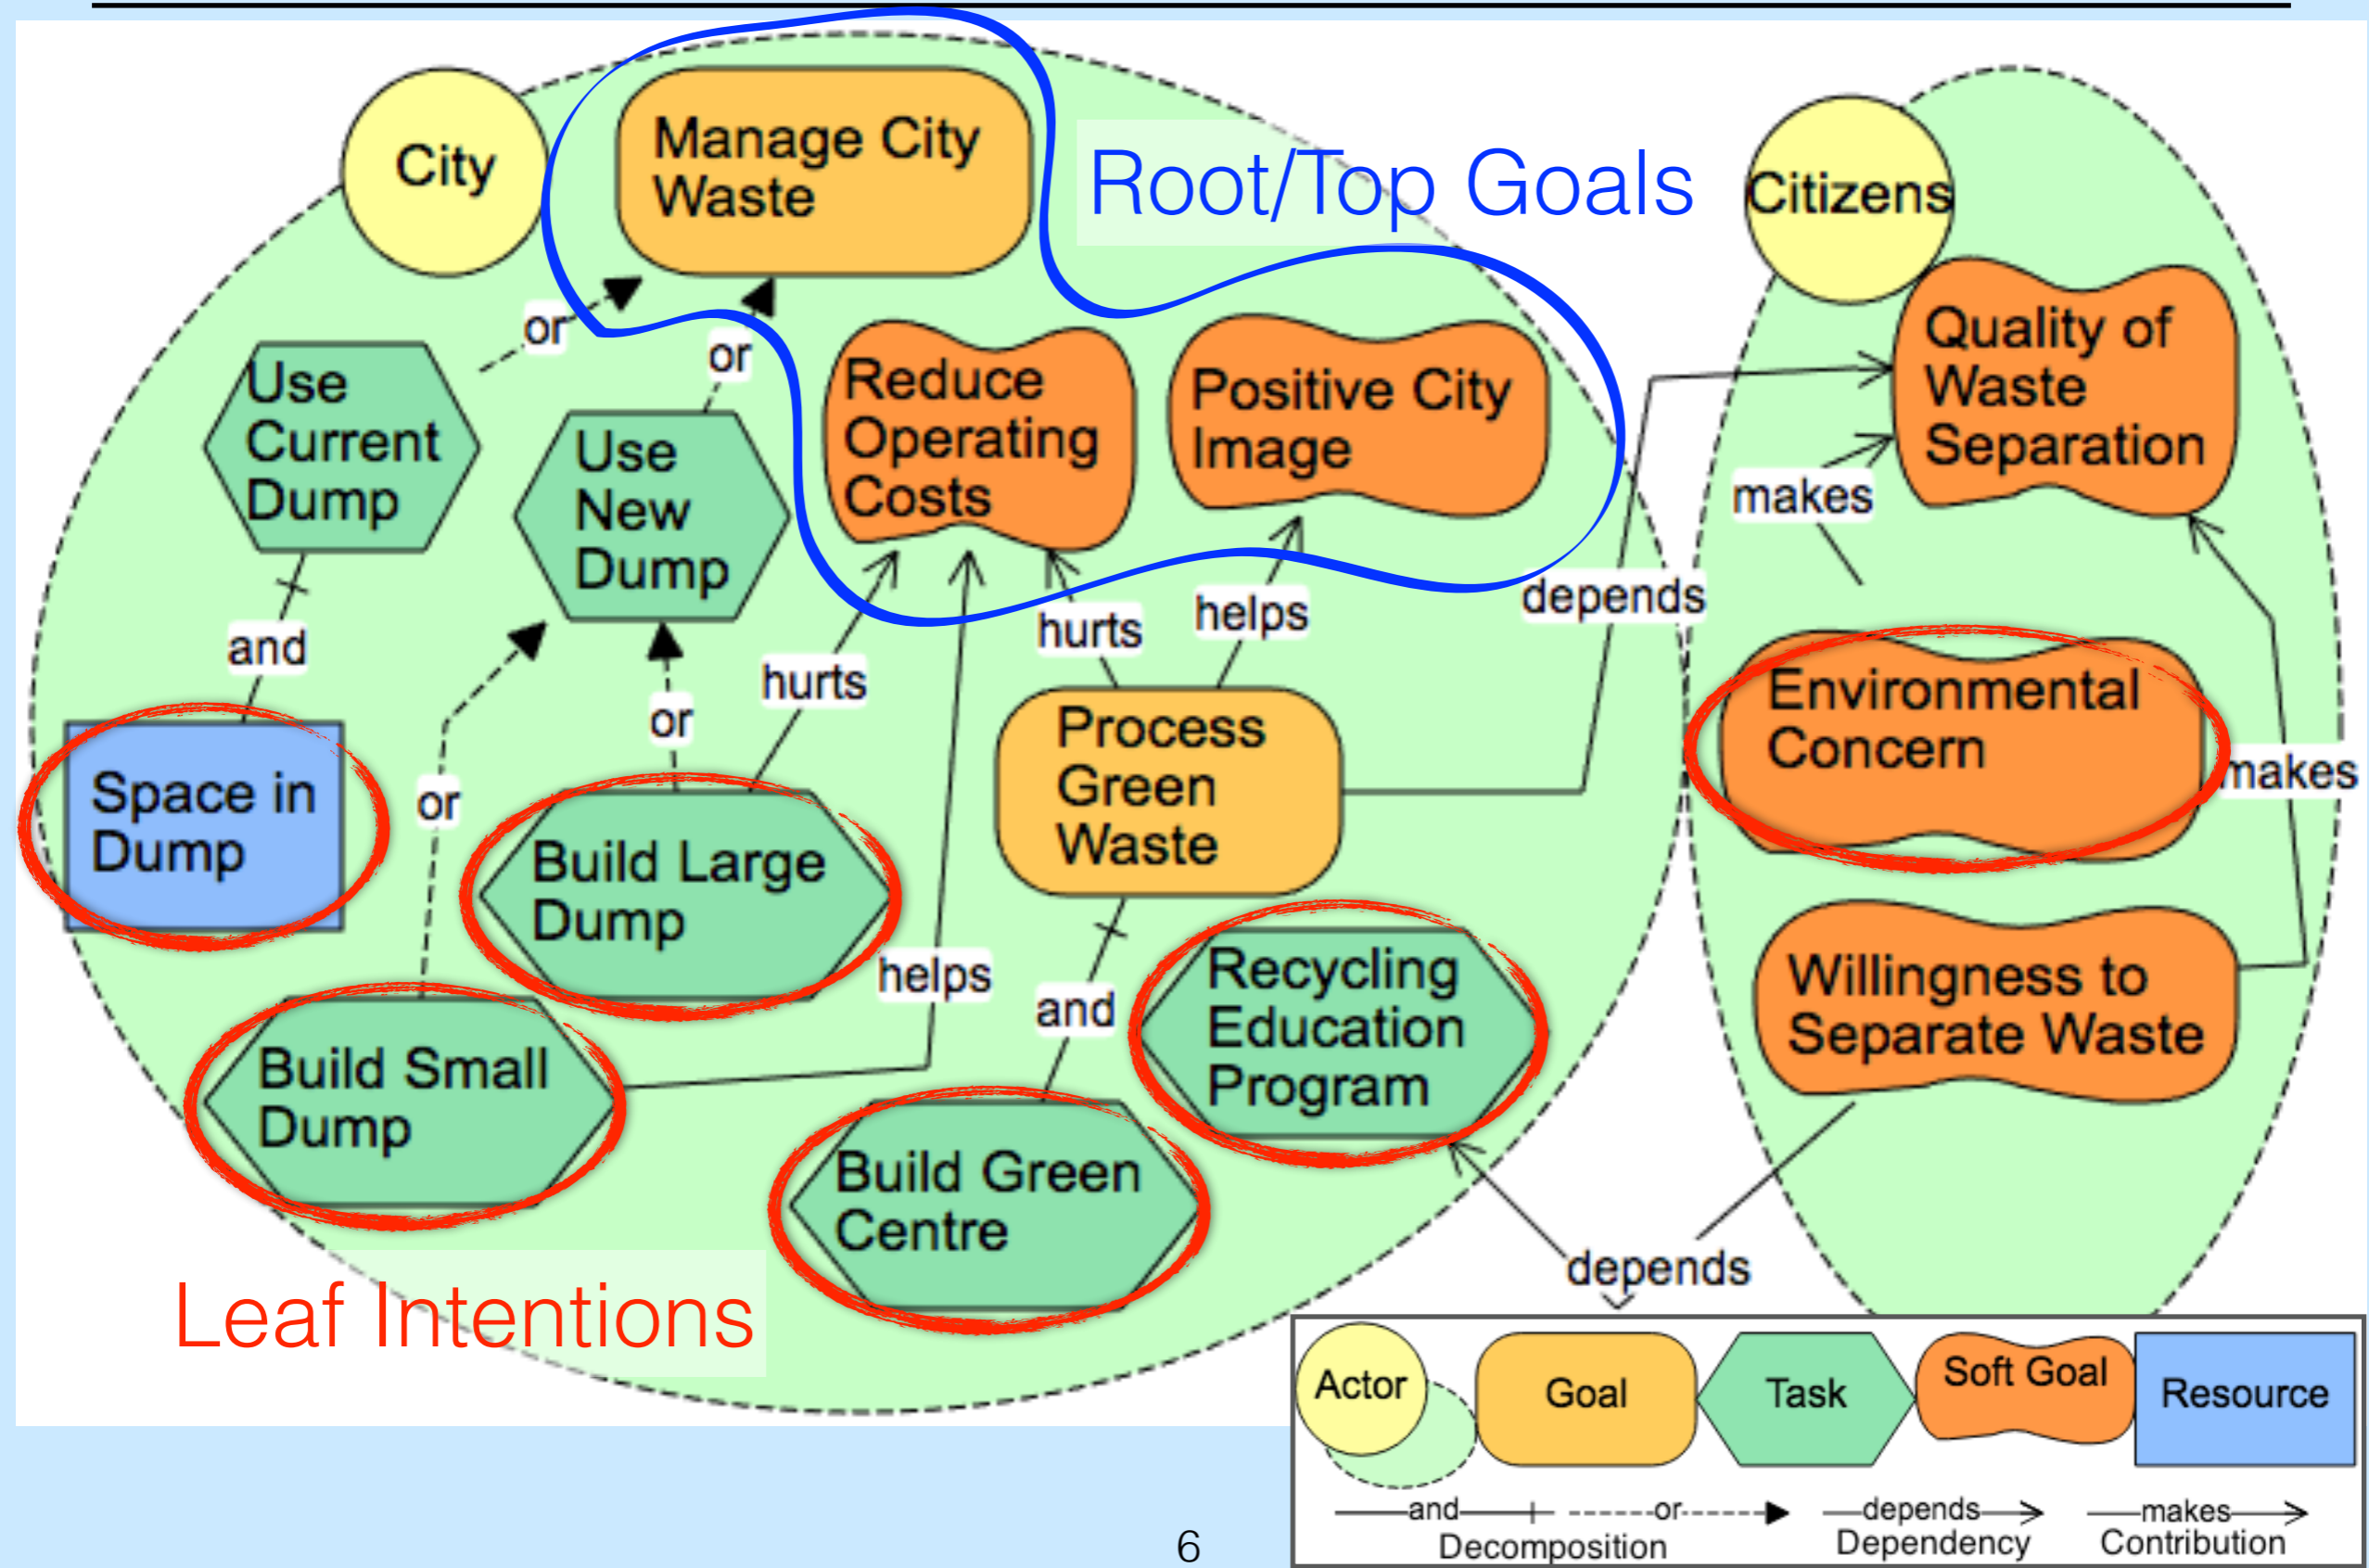 City
Manage City
Waste
Root/Top Goals
Citizens
or
or
Use
Current
Dump
Use
New
Dump
Reduce
Operating
Costs
Positive City
Image
Quality of
Waste
Separation
makes
and
hurts
hurts
helps
depends
or
or
Space in
Dump
Build Large
Dump
Process
Green
Waste
Environmental
Concern
makes
helps
and
Recycling
Education
Program
Willingness to
Separate Waste
Build Small
Dump
Build Green
Centre
depends
Leaf Intentions
Actor
Goal
Task
Soft Goal
Resource
and
or
depends
makes
Decomposition
Dependency
Contribution
6